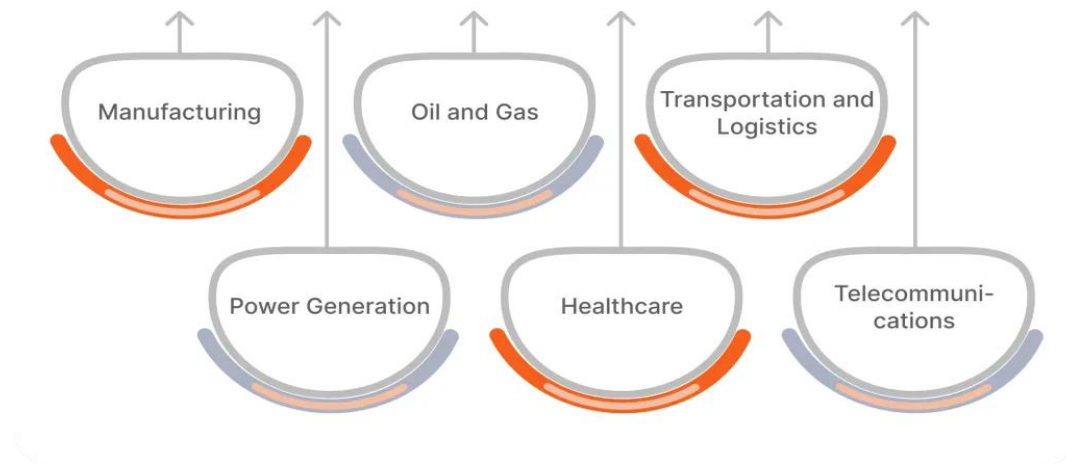 Manufacturing
Oil and Gas
Transportation and
Logistics
Power Generation
Healthcare
Telecommuni-
cations